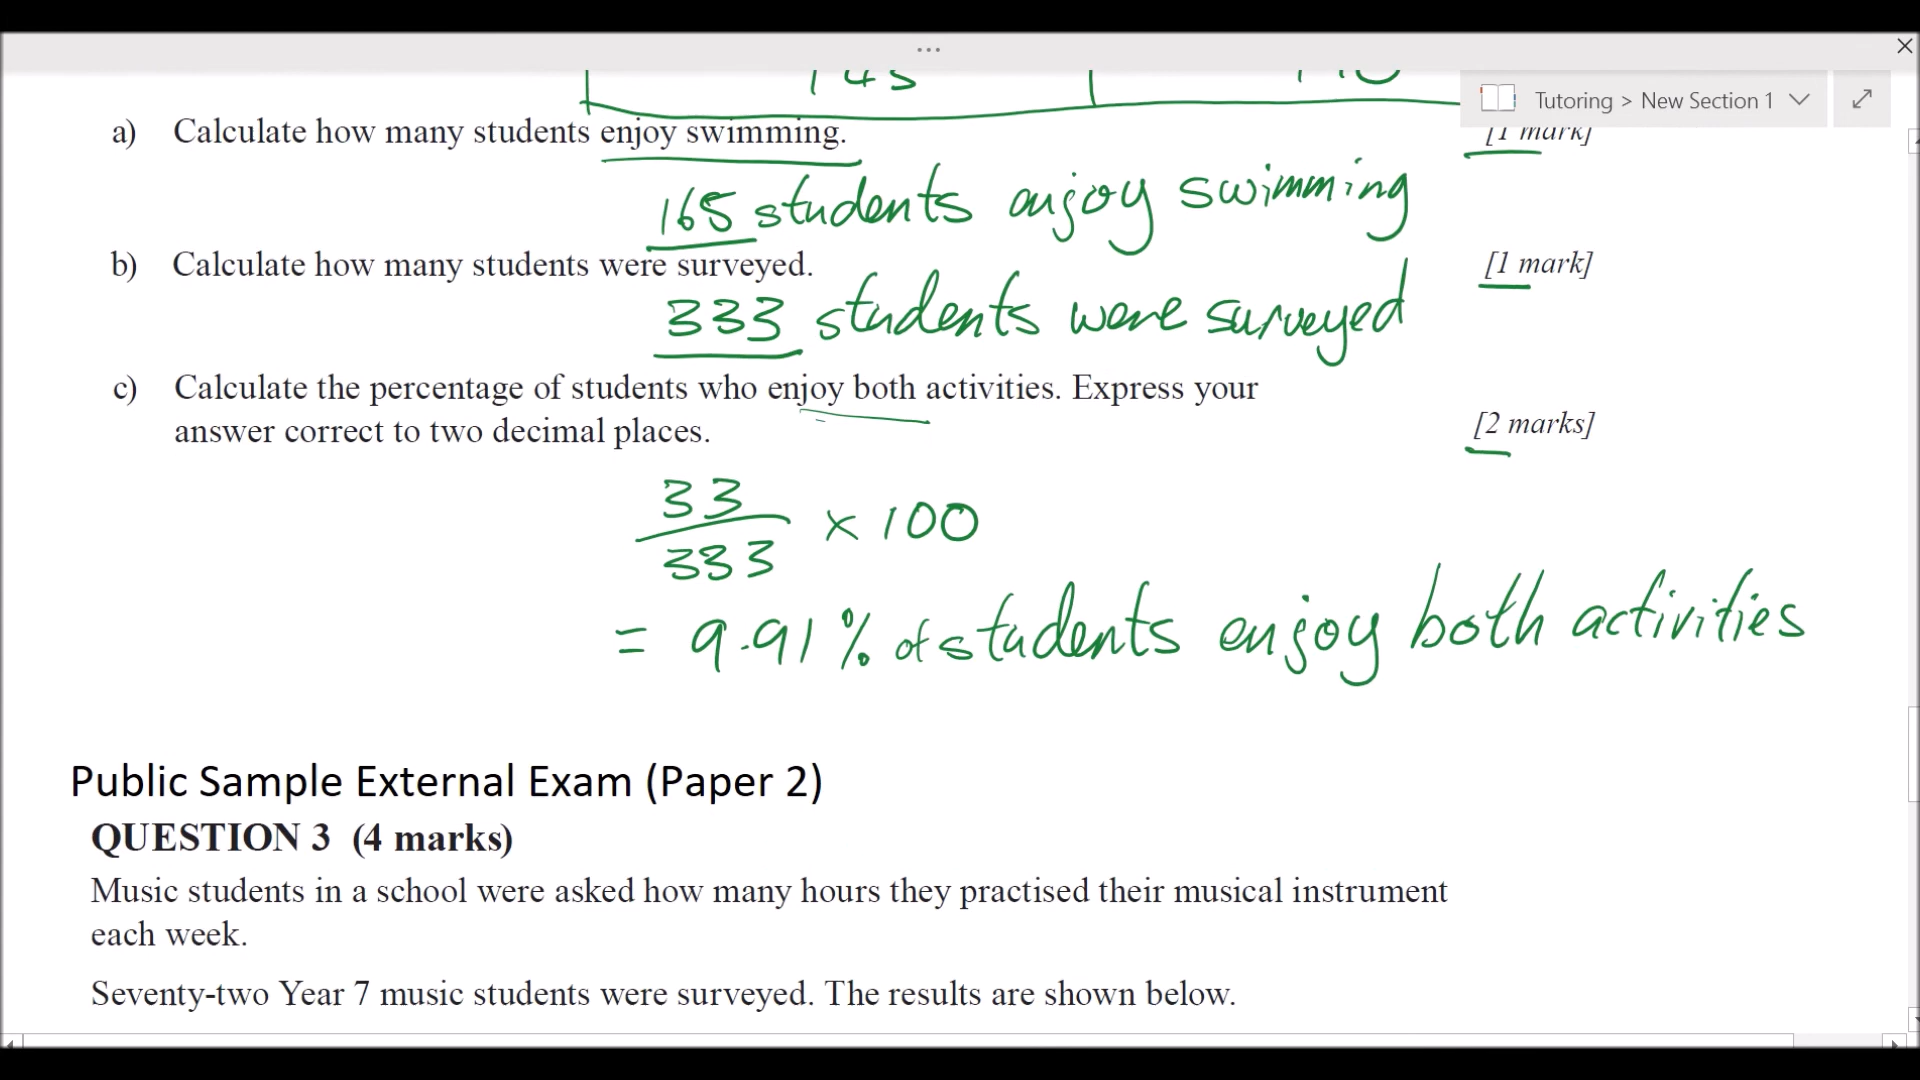 ...
Tutoring > New Section 1
a) Calculate how many students enjoy swimming. [1 mark]
165 students enjoy swimming
b) Calculate how many students were surveyed. [1 mark]
333 students were surveyed
c) Calculate the percentage of students who enjoy both activities. Express your
answer correct to two decimal places. [2 marks]
33
333
× 100
= 9.91% of students enjoy both activities
Public Sample External Exam (Paper 2)
QUESTION 3 (4 marks)
Music students in a school were asked how many hours they practised their musical instrument
each week.
Seventy-two Year 7 music students were surveyed. The results are shown below.